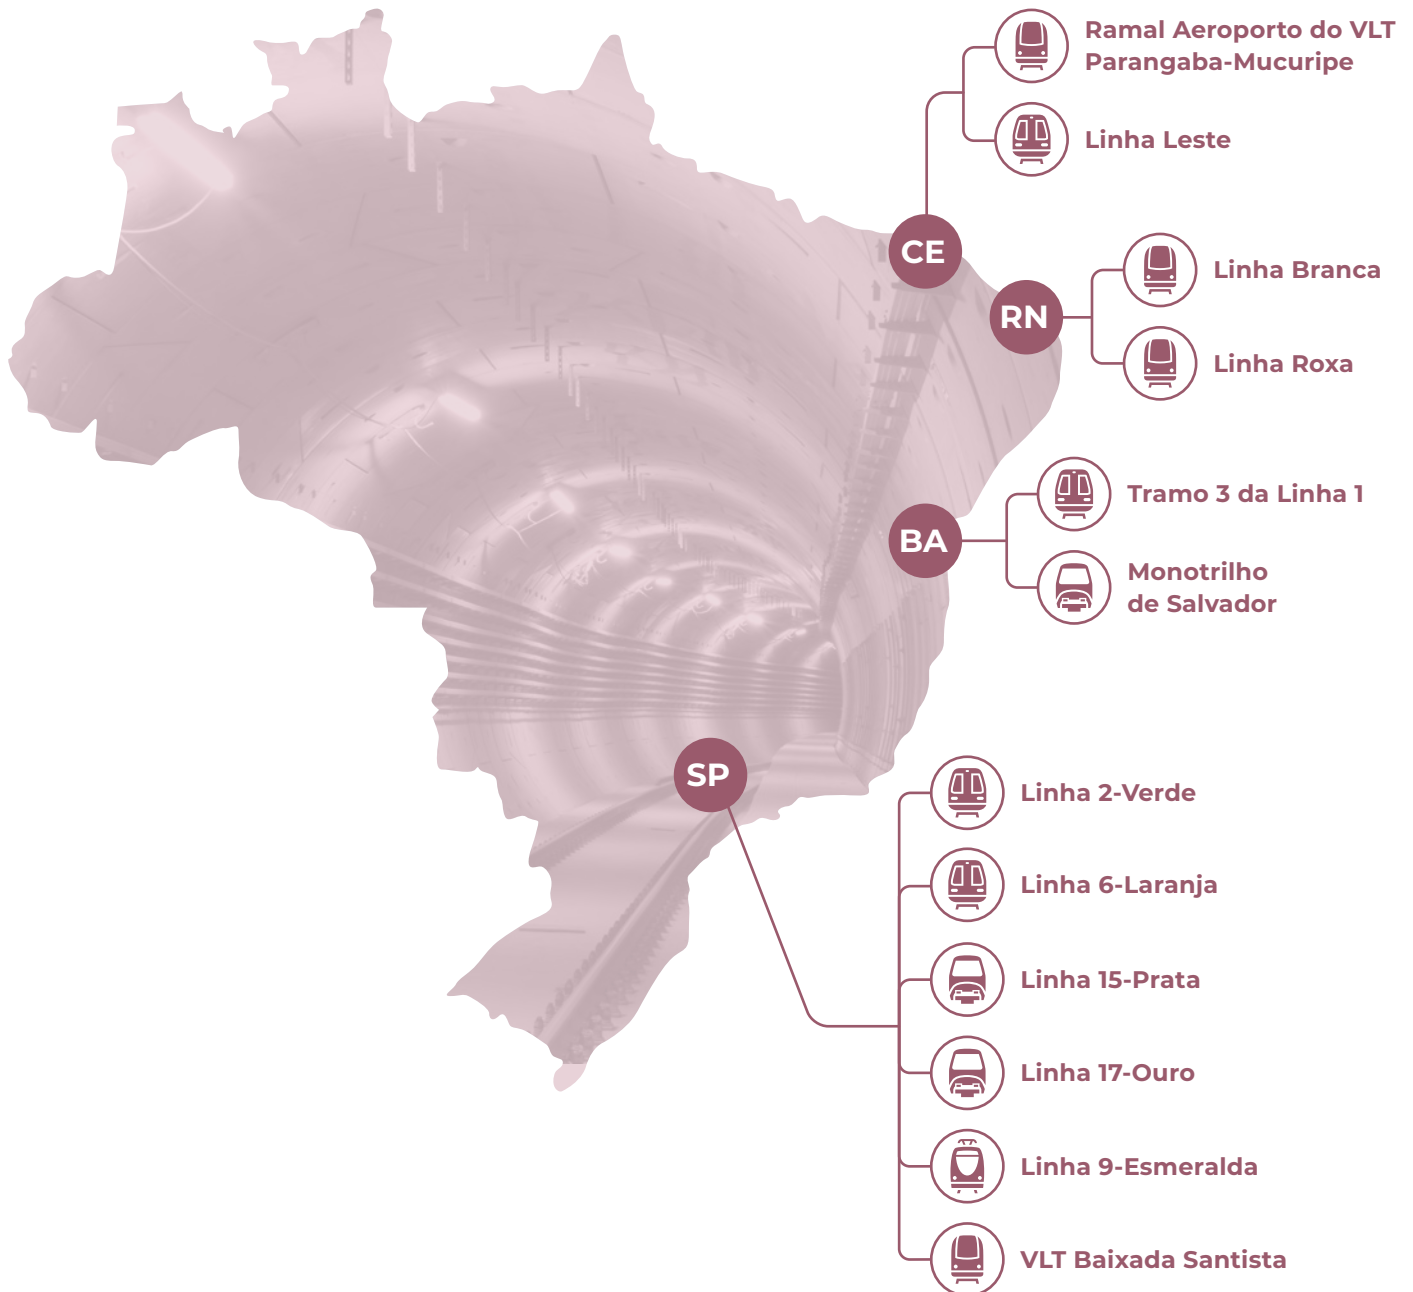 Ramal Aeroporto do VLT
Parangaba-Mucuripe
Linha Leste
CE
Linha Branca
RN
Linha Roxa
Tramo 3 da Linha 1
BA
Monotrilho
de Salvador
SP
Linha 2-Verde
Linha 6-Laranja
Linha 15-Prata
Linha 17-Ouro
Linha 9-Esmeralda
VLT Baixada Santista